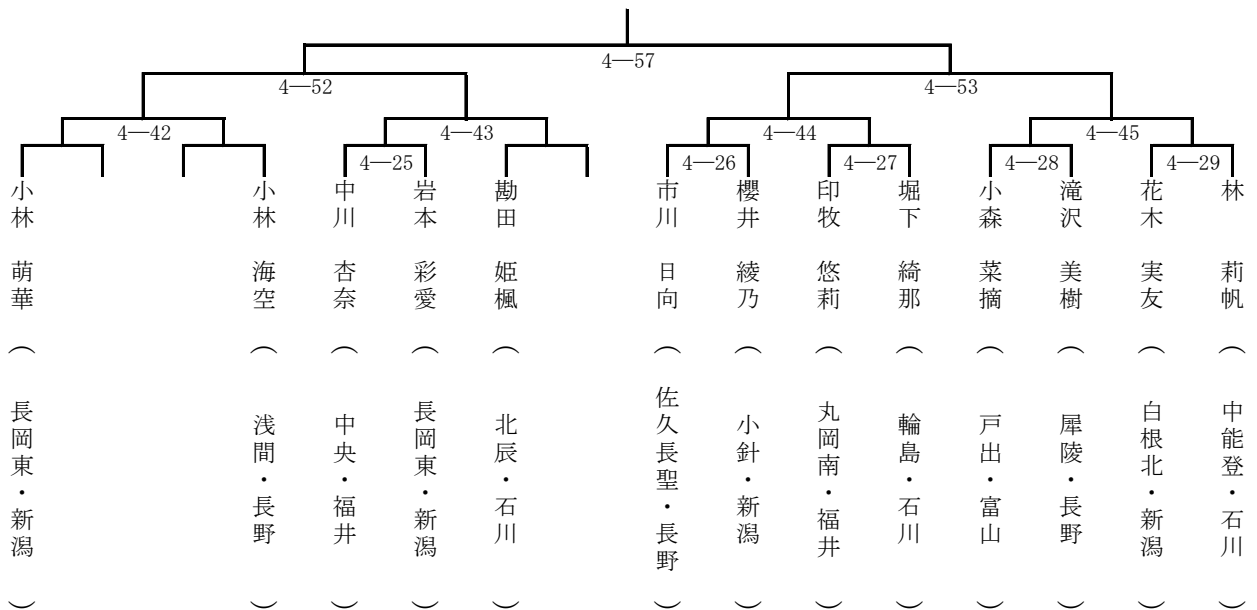 4—57
4—52
4—53
4—42
4—43
4—44
4—45
4—25
4—26
4—27
4—28
4—29
小林 萌華 （ 長岡東・新潟 ）
小林 海空 （ 浅間・長野 ）
中川 杏奈 （ 中央・福井 ）
岩本 彩愛 （ 長岡東・新潟 ）
勘田 姫楓 （ 北辰・石川 ）
市川 日向 （ 佐久長聖・長野 ）
櫻井 綾乃 （ 小針・新潟 ）
印牧 悠莉 （ 丸岡南・福井 ）
堀下 綺那 （ 輪島・石川 ）
小森 菜摘 （ 戸出・富山 ）
滝沢 美樹 （ 犀陵・長野 ）
花木 実友 （ 白根北・新潟 ）
林 莉帆 （ 中能登・石川 ）